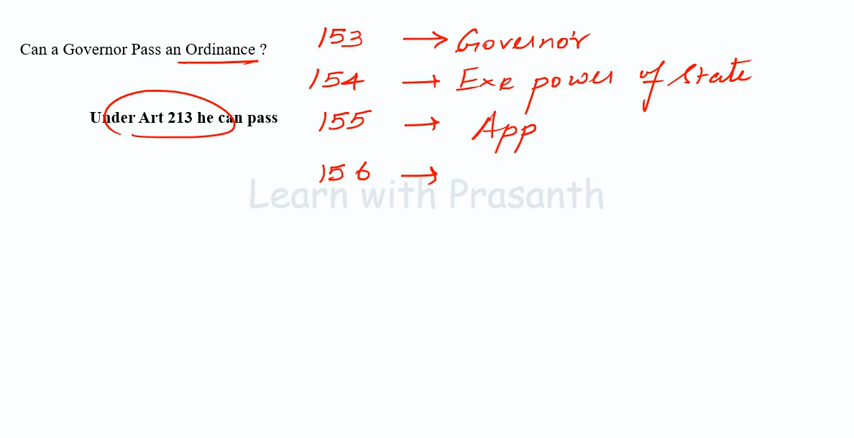 Can a Governor Pass an Ordinance ?
Under Art 213 he can pass
153 → Governor
154 → Exe power of State
155 → App
156 →
Learn with Prasanth